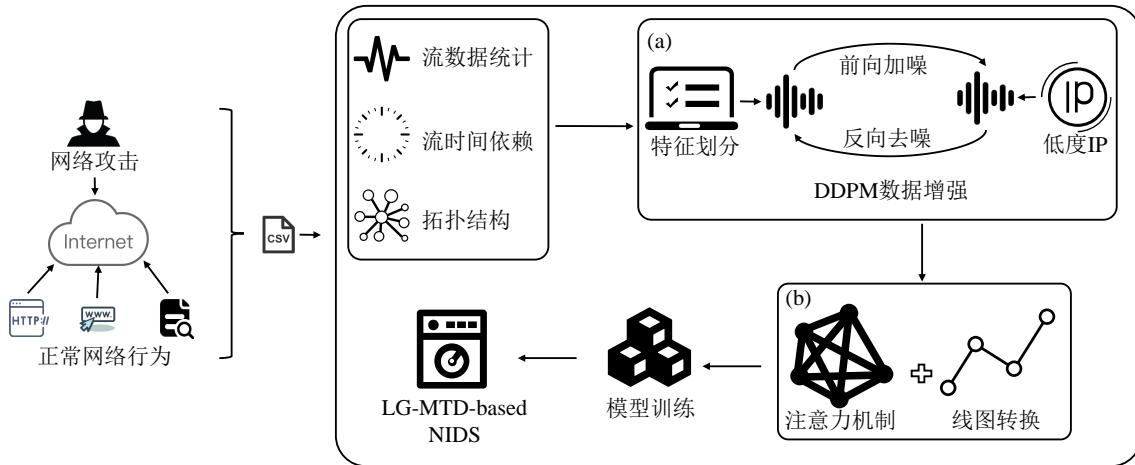 网络攻击
Internet
HTTP://
WWW.
正常网络行为
CSV
流数据统计
流时间依赖
拓扑结构
(a)
特征划分
前向加噪
反向去噪
IP
低度IP
DDPM数据增强
(b)
注意力机制
线图转换
模型训练
LG-MTD-based
NIDS